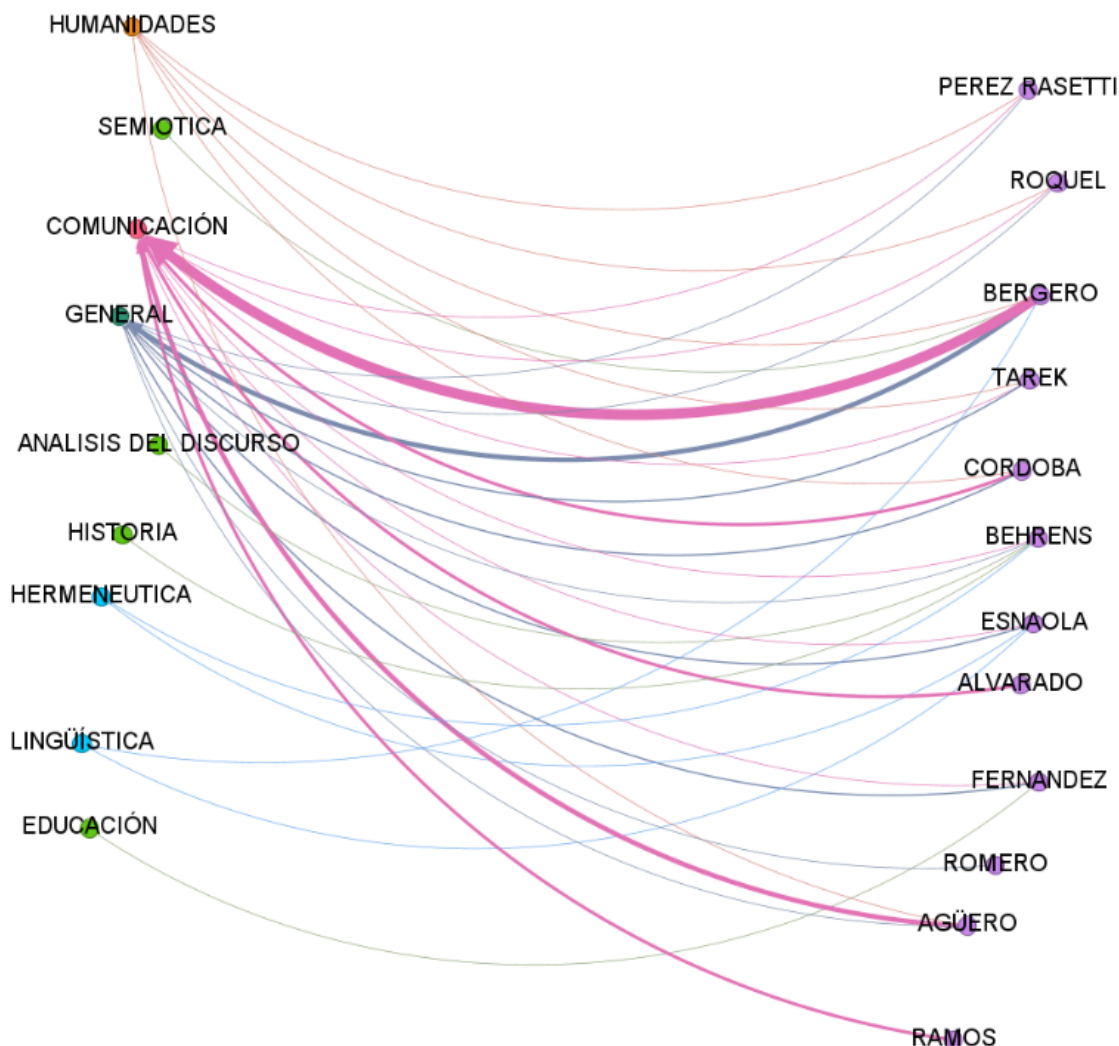 HUMANIDADES
SEMIOTICA
COMUNICACIÓN
GENERAL
ANALISIS DEL DISCURSO
HISTORIA
HERMENEUTICA
LINGÜÍSTICA
EDUCACIÓN
PEREZ RASETTI
ROQUEL
BERGERO
TAREK
CORDOBA
BEHRENS
ESNAOLA
ALVARADO
FERNANDEZ
ROMERO
AGÜERO
RAMOS